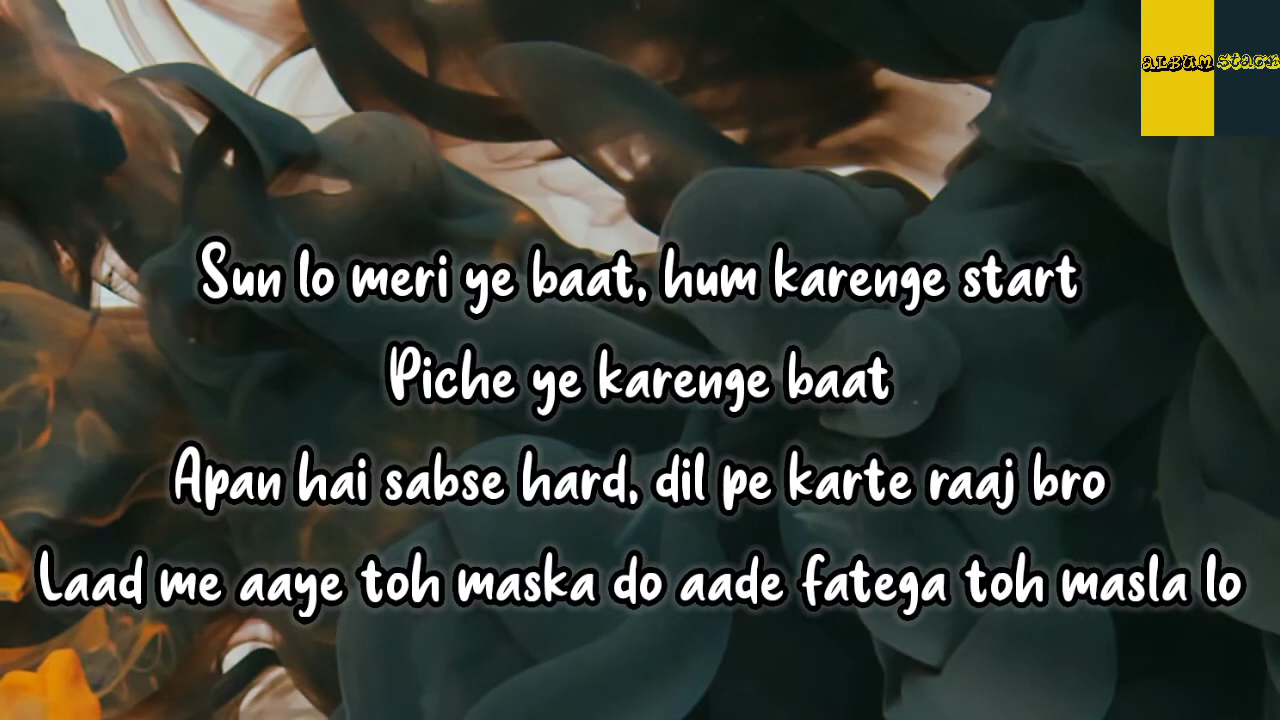 ALBUM STACK
Sun lo meri ye baat, hum karenge start
Piche ye karenge baat
Apan hai sabse hard, dil pe karte raaj bro
Laad me aaye toh maska do aade fatega toh masla lo